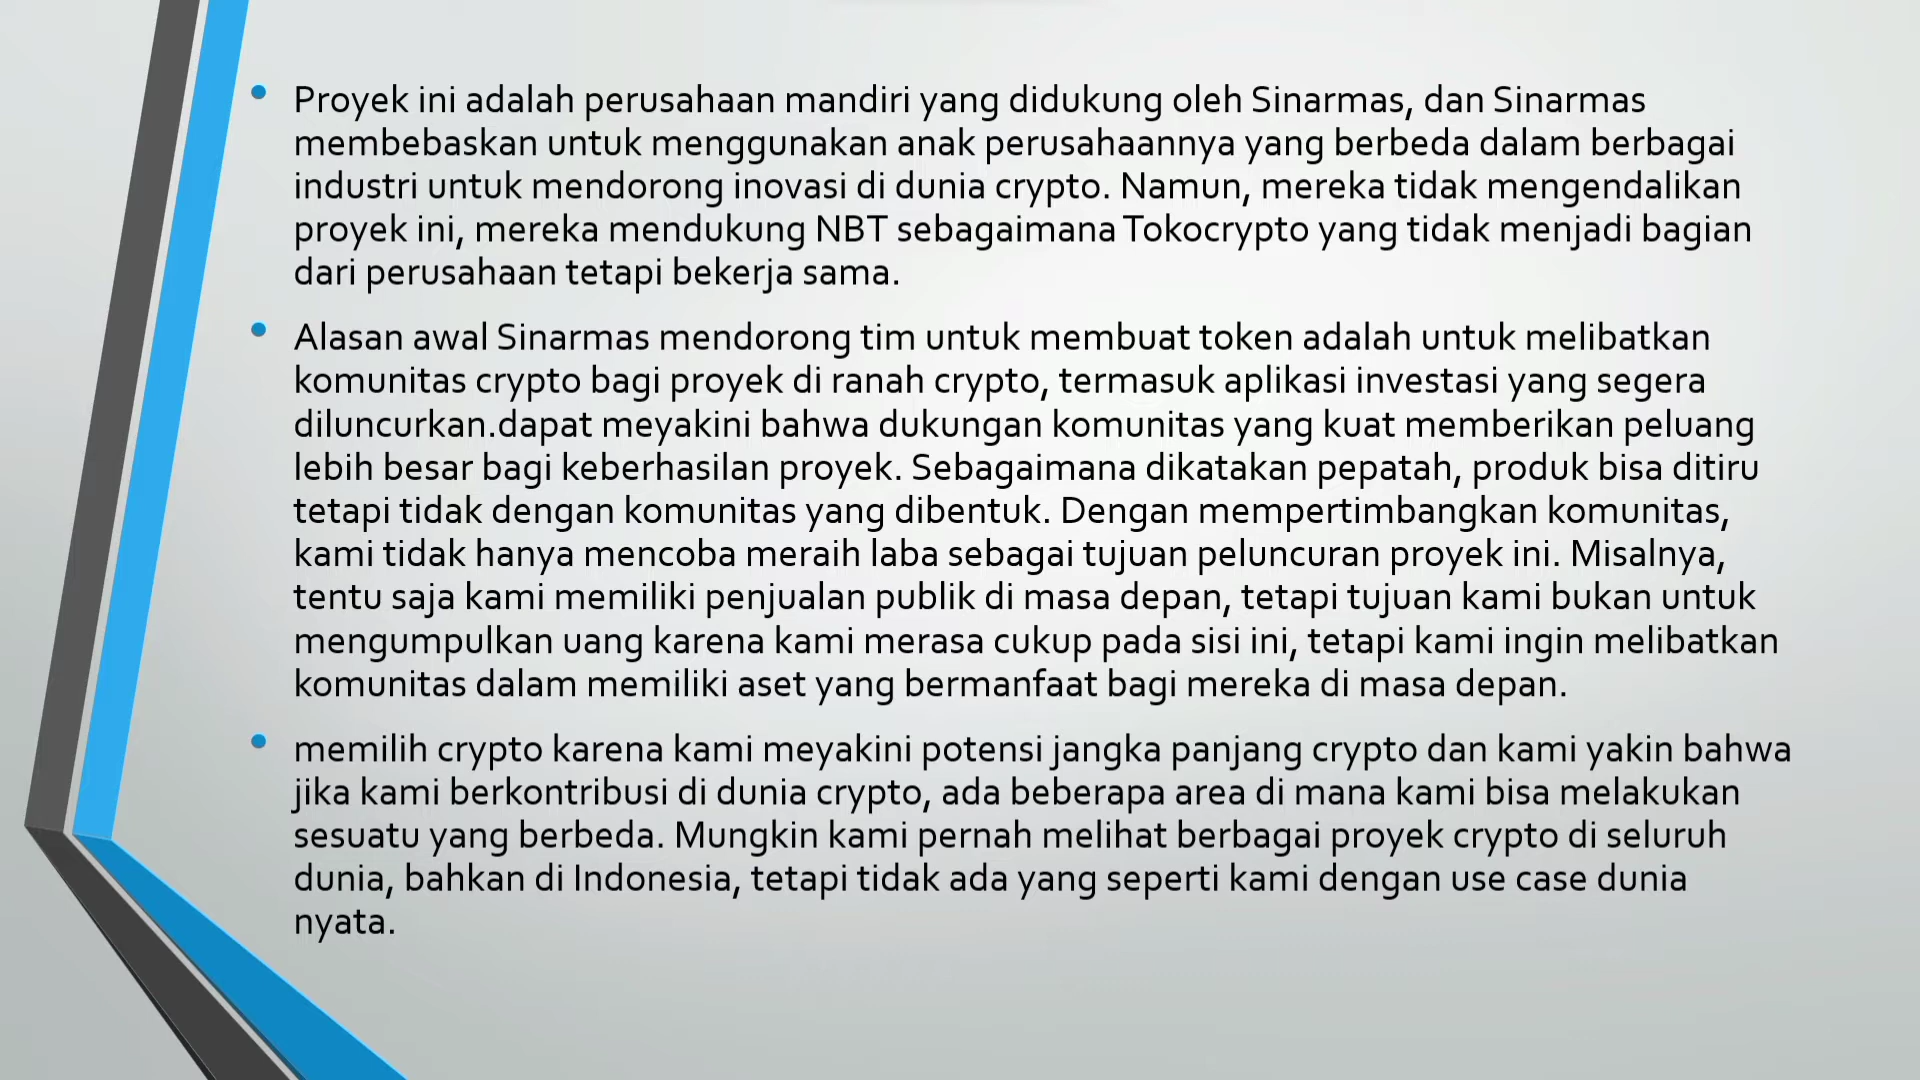 Proyek ini adalah perusahaan mandiri yang didukung oleh Sinarmas, dan Sinarmas
membebaskan untuk menggunakan anak perusahaannya yang berbeda dalam berbagai
industri untuk mendorong inovasi di dunia crypto. Namun, mereka tidak mengendalikan
proyek ini, mereka mendukung NBT sebagaimana Tokocrypto yang tidak menjadi bagian
dari perusahaan tetapi bekerja sama.
Alasan awal Sinarmas mendorong tim untuk membuat token adalah untuk melibatkan
komunitas crypto bagi proyek di ranah crypto, termasuk aplikasi investasi yang segera
diluncurkan.dapat meyakini bahwa dukungan komunitas yang kuat memberikan peluang
lebih besar bagi keberhasilan proyek. Sebagaimana dikatakan pepatah, produk bisa ditiru
tetapi tidak dengan komunitas yang dibentuk. Dengan mempertimbangkan komunitas,
kami tidak hanya mencoba meraih laba sebagai tujuan peluncuran proyek ini. Misalnya,
tentu saja kami memiliki penjualan publik di masa depan, tetapi tujuan kami bukan untuk
mengumpulkan uang karena kami merasa cukup pada sisi ini, tetapi kami ingin melibatkan
komunitas dalam memiliki aset yang bermanfaat bagi mereka di masa depan.
memilih crypto karena kami meyakini potensi jangka panjang crypto dan kami yakin bahwa
jika kami berkontribusi di dunia crypto, ada beberapa area di mana kami bisa melakukan
sesuatu yang berbeda. Mungkin kami pernah melihat berbagai proyek crypto di seluruh
dunia, bahkan di Indonesia, tetapi tidak ada yang seperti kami dengan use case dunia
nyata.